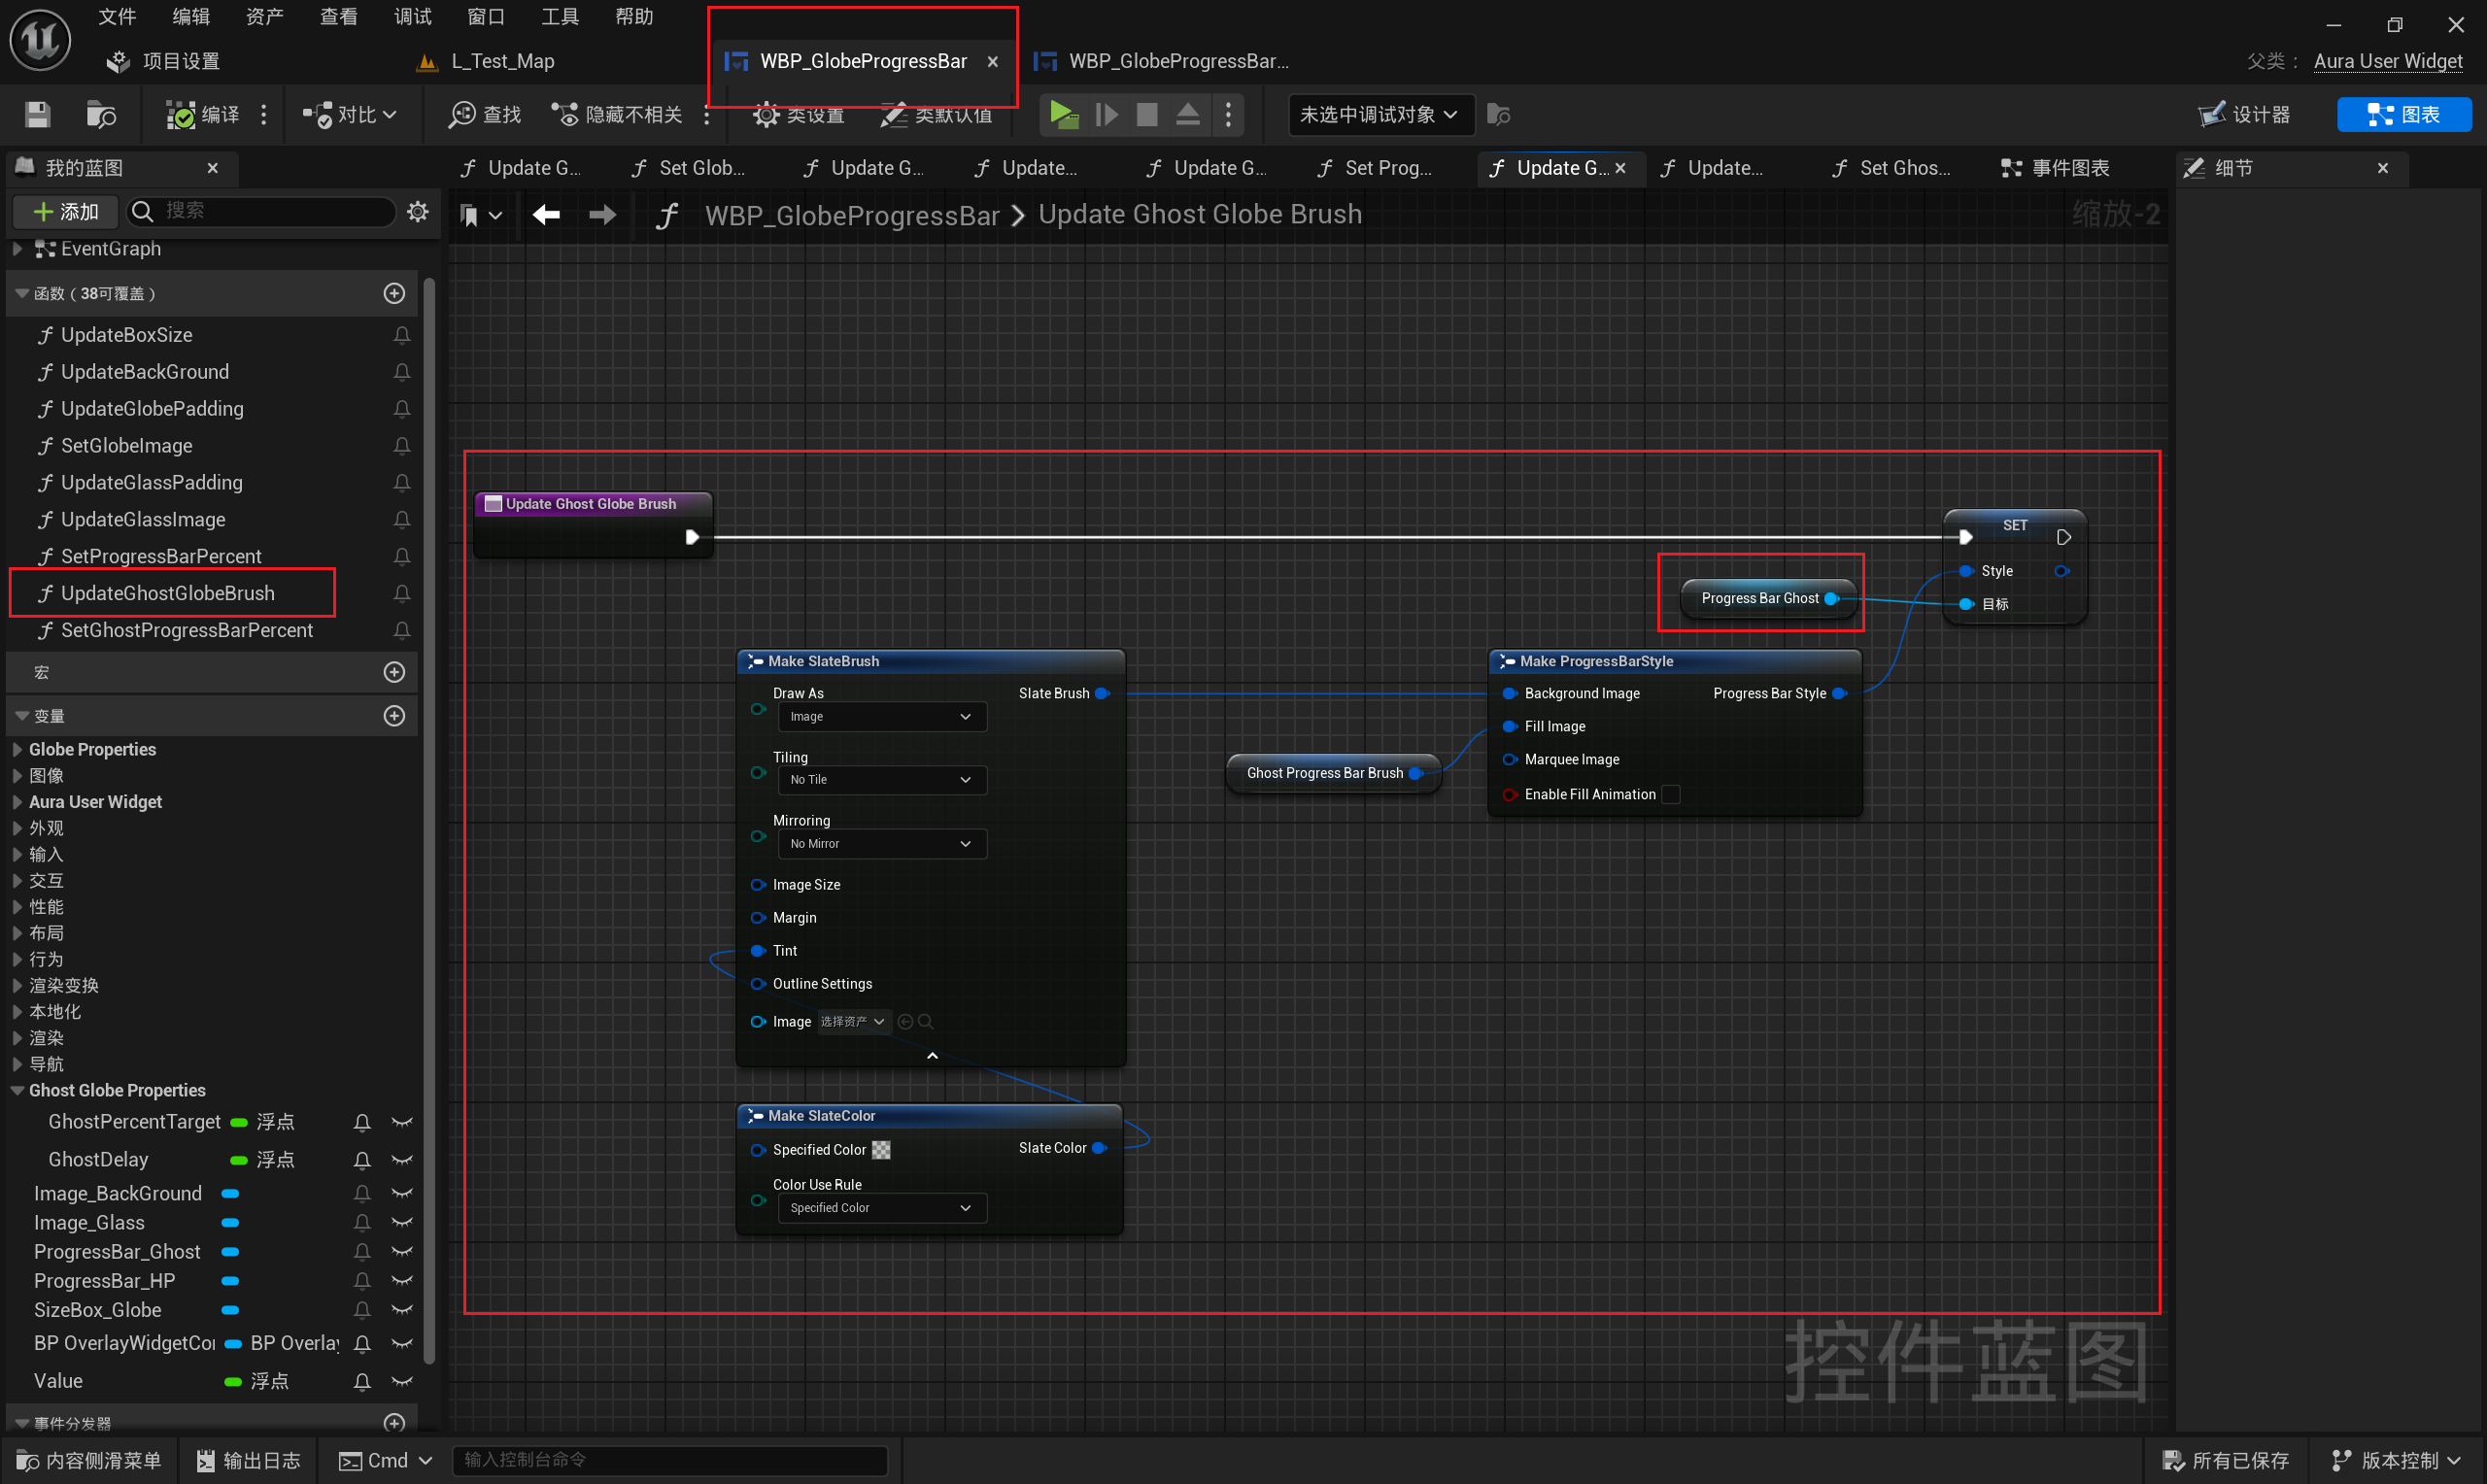 文件 编辑 资产 查看 调试 窗口 工具 帮助
项目设置 L_Test_Map WBP_GlobeProgressBar WBP_GlobeProgressBar... 父类： Aura User Widget
编译 对比 查找 隐藏不相关 类设置 类默认值 未选中调试对象 设计器 图表
我的蓝图
Update G... Set Glob... Update G... Update... Update G... Set Prog... Update G... Update... Set Ghos... 事件图表
细节
添加 搜索
WBP_GlobeProgressBar Update Ghost Globe Brush 缩放-2
EventGraph
函数（38可覆盖）
UpdateBoxSize
UpdateBackGround
UpdateGlobePadding
SetGlobeImage
UpdateGlassPadding
UpdateGlassImage
SetProgressBarPercent
UpdateGhostGlobeBrush
SetGhostProgressBarPercent
宏
变量
Globe Properties
图像
Aura User Widget
外观
输入
交互
性能
布局
行为
渲染变换
本地化
渲染
导航
Ghost Globe Properties
GhostPercentTarget 浮点
GhostDelay 浮点
Image_BackGround
Image_Glass
ProgressBar_Ghost
ProgressBar_HP
SizeBox_Globe
BP OverlayWidgetCo BP Overlay
Value 浮点
事件分发器
Update Ghost Globe Brush
SET
Style
目标
Progress Bar Ghost
Make SlateBrush
Draw As
Slate Brush
Image
Tiling
No Tile
Mirroring
No Mirror
Image Size
Margin
Tint
Outline Settings
Image 选择资产
Ghost Progress Bar Brush
Make ProgressBarStyle
Background Image Progress Bar Style
Fill Image
Marquee Image
Enable Fill Animation
Make SlateColor
Specified Color Slate Color
Color Use Rule
Specified Color
控件蓝图
内容侧滑菜单 输出日志 Cmd 输入控制台命令 所有已保存 版本控制